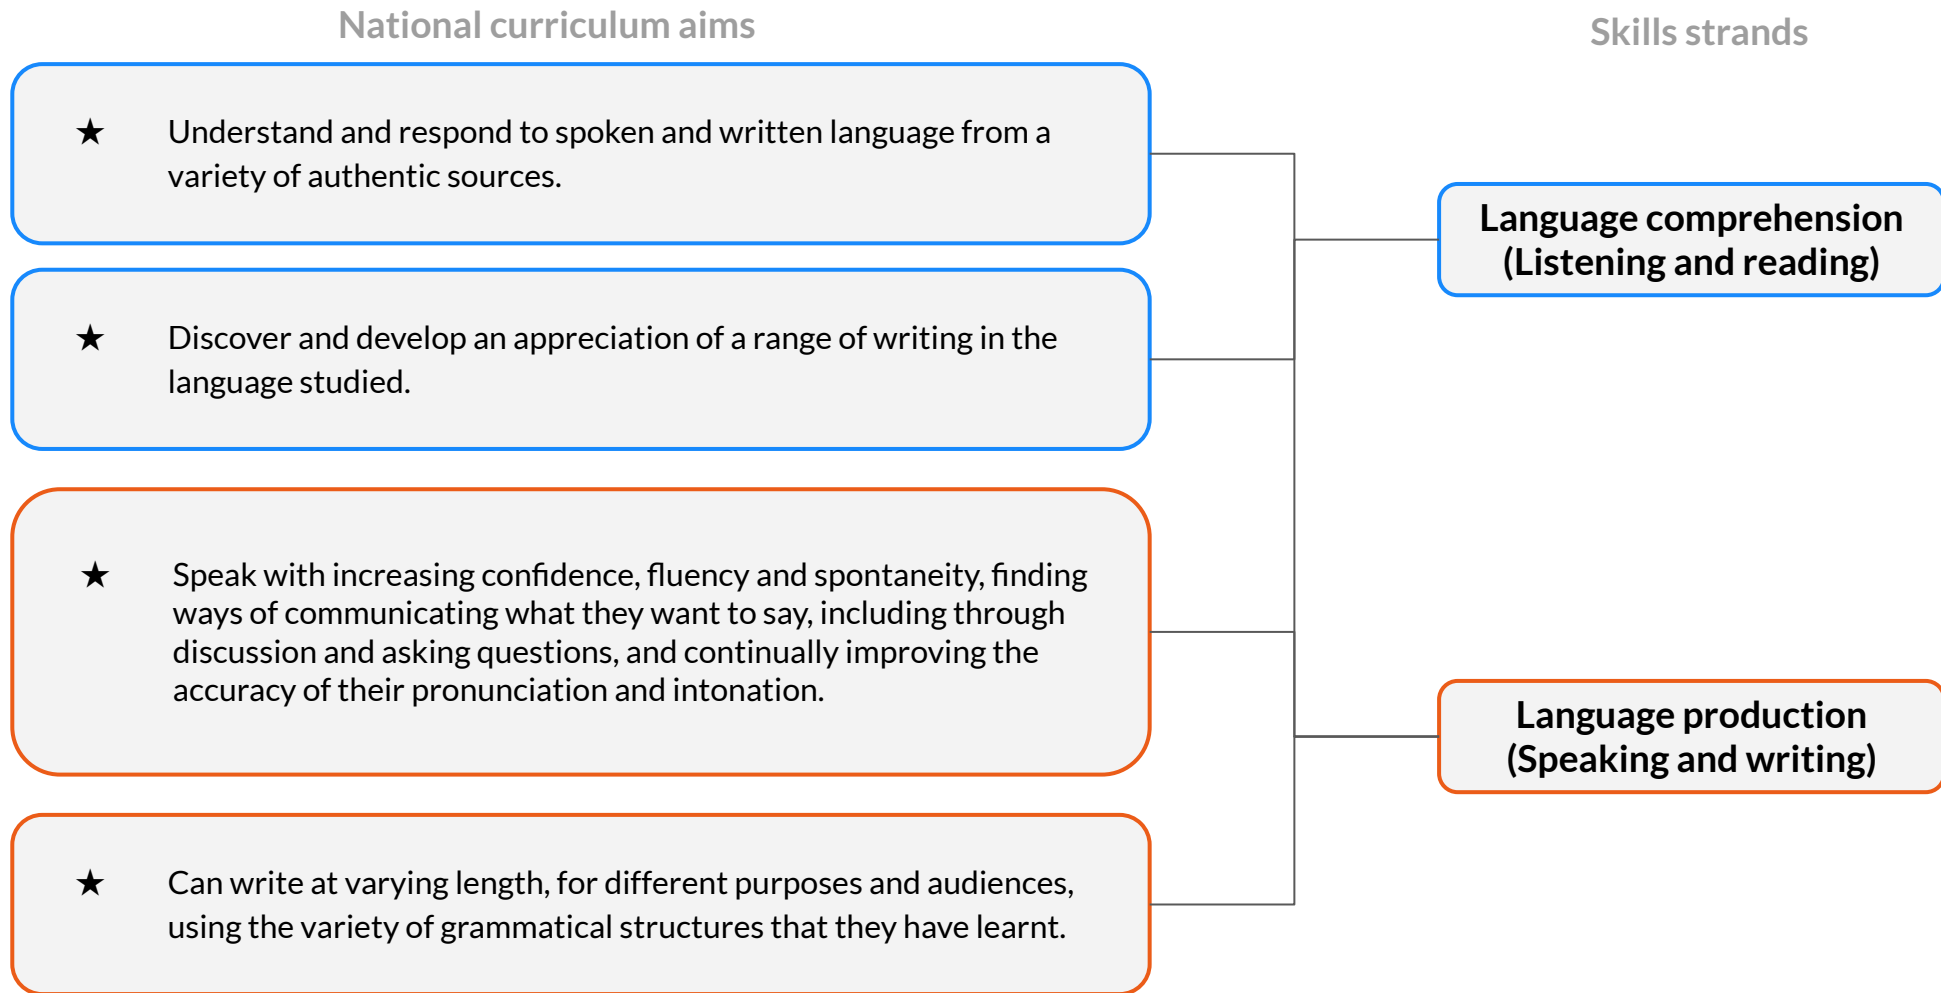 National curriculum aims
Skills strands
★ Understand and respond to spoken and written language from a
variety of authentic sources.
Language comprehension
(Listening and reading)
★ Discover and develop an appreciation of a range of writing in the
language studied.
★ Speak with increasing confidence, fluency and spontaneity, finding
ways of communicating what they want to say, including through
discussion and asking questions, and continually improving the
accuracy of their pronunciation and intonation.
Language production
(Speaking and writing)
★ Can write at varying length, for different purposes and audiences,
using the variety of grammatical structures that they have learnt.